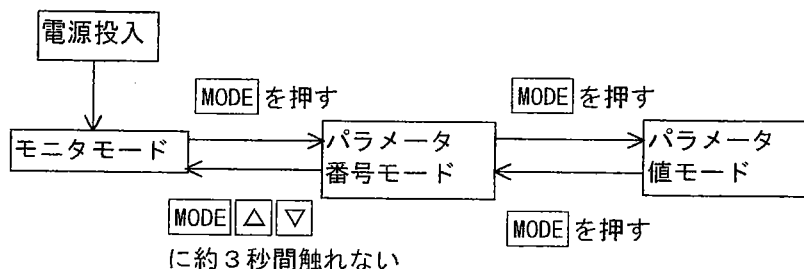 電源投入
MODEを押す
MODEを押す
モニタモード
パラメータ
番号モード
パラメータ
値モード
MODE△▽
に約3秒間触れない
MODEを押す